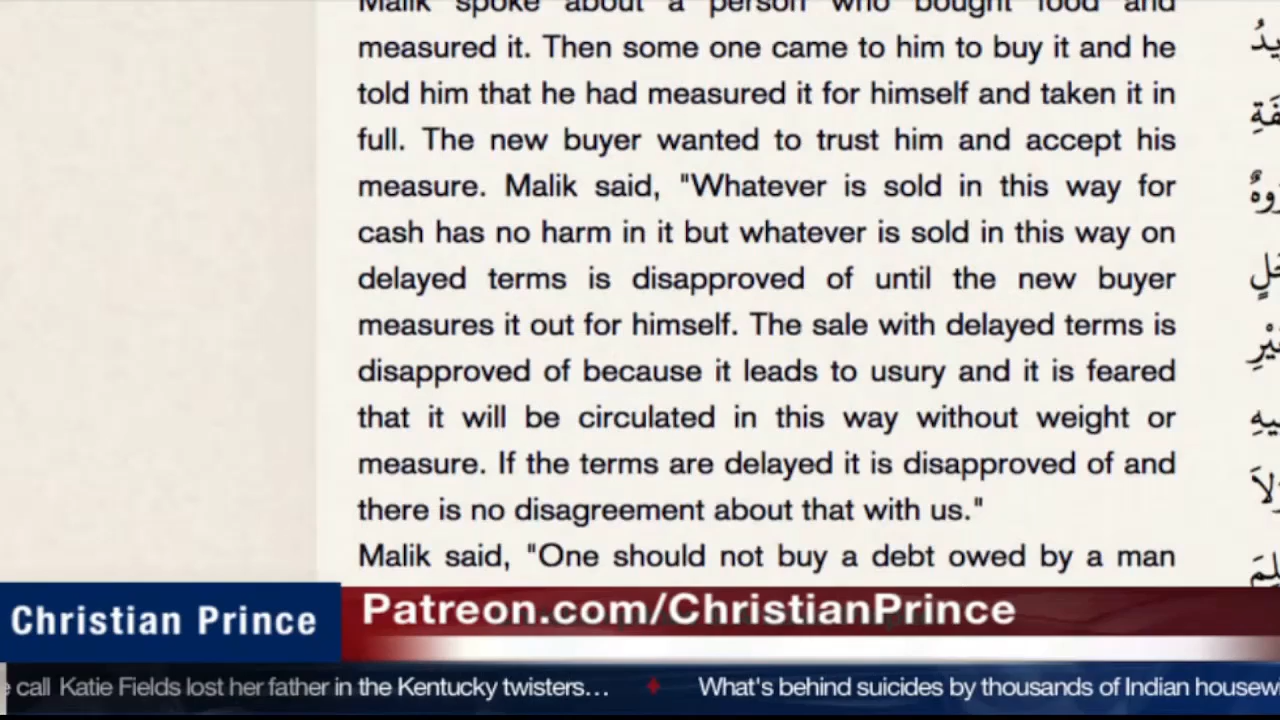 Malik spoke about a person who bought food and
measured it. Then some one came to him to buy it and he
told him that he had measured it for himself and taken it in
full. The new buyer wanted to trust him and accept his
measure. Malik said, "Whatever is sold in this way for
cash has no harm in it but whatever is sold in this way on
delayed terms is disapproved of until the new buyer
measures it out for himself. The sale with delayed terms is
disapproved of because it leads to usury and it is feared
that it will be circulated in this way without weight or
measure. If the terms are delayed it is disapproved of and
there is no disagreement about that with us."
Malik said, "One should not buy a debt owed by a man
Christian Prince
Patreon.com/ChristianPrince
call Katie Fields lost her father in the Kentucky twisters... What's behind suicides by thousands of Indian